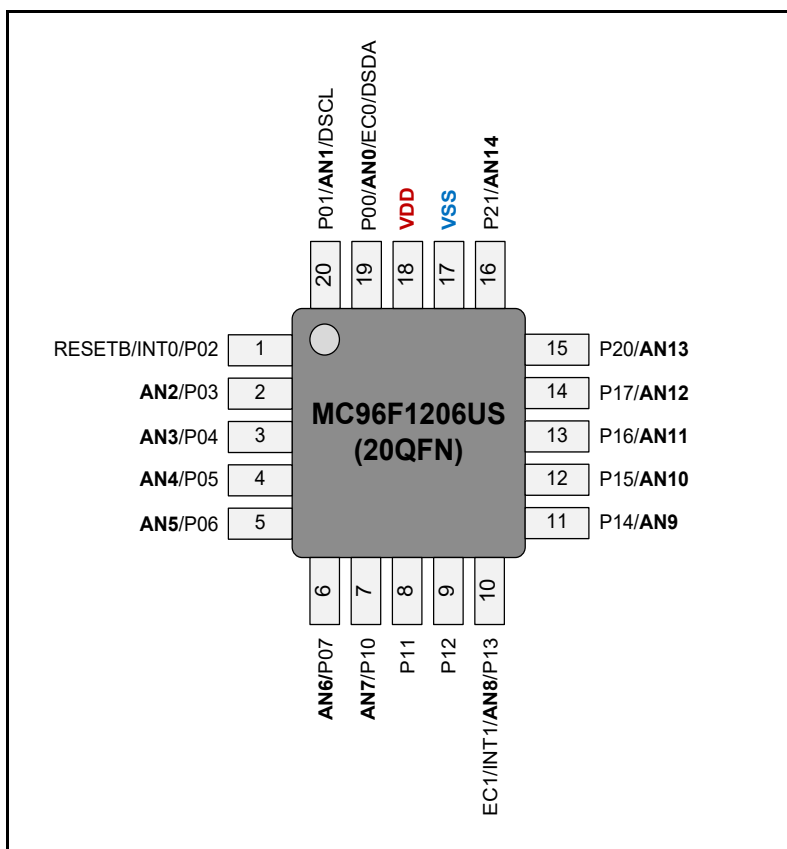 P01/AN1/DSCL
P00/AN0/EC0/DSDA
VDD
VSS
P21/AN14
20
19
18
17
16
RESETB/INT0/P02
1
15
P20/AN13
AN2/P03
2
14
P17/AN12
AN3/P04
3
13
P16/AN11
AN4/P05
4
12
P15/AN10
AN5/P06
5
11
P14/AN9
MC96F1206US
(20QFN)
6
7
8
9
10
AN6/P07
AN7/P10
P11
P12
EC1/INT1/AN8/P13